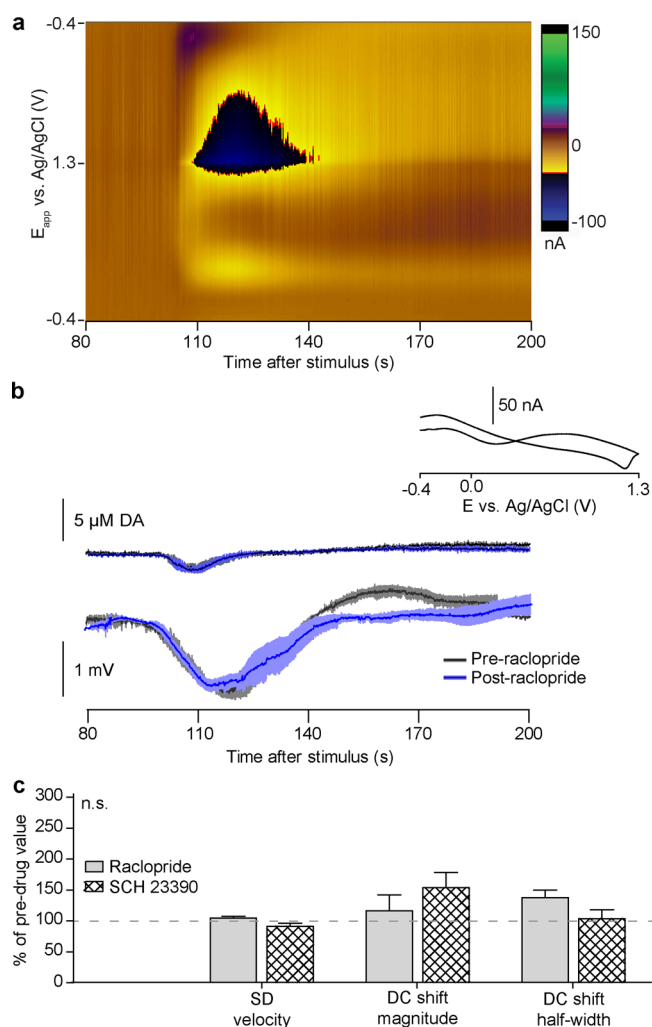 a
-0.4
1.3
-0.4
E app vs. Ag/AgCl (V)
80
110
140
170
200
Time after stimulus (s)
150
0
-100
nA
b
50 nA
-0.4
0.0
1.3
E vs. Ag/AgCl (V)
5 µM DA
1 mV
Pre-raclopride
Post-raclopride
80
110
140
170
200
Time after stimulus (s)
c
n.s.
300
250
200
150
100
50
0
% of pre-drug value
Raclopride
SCH 23390
SD
velocity
DC shift
magnitude
DC shift
half-width